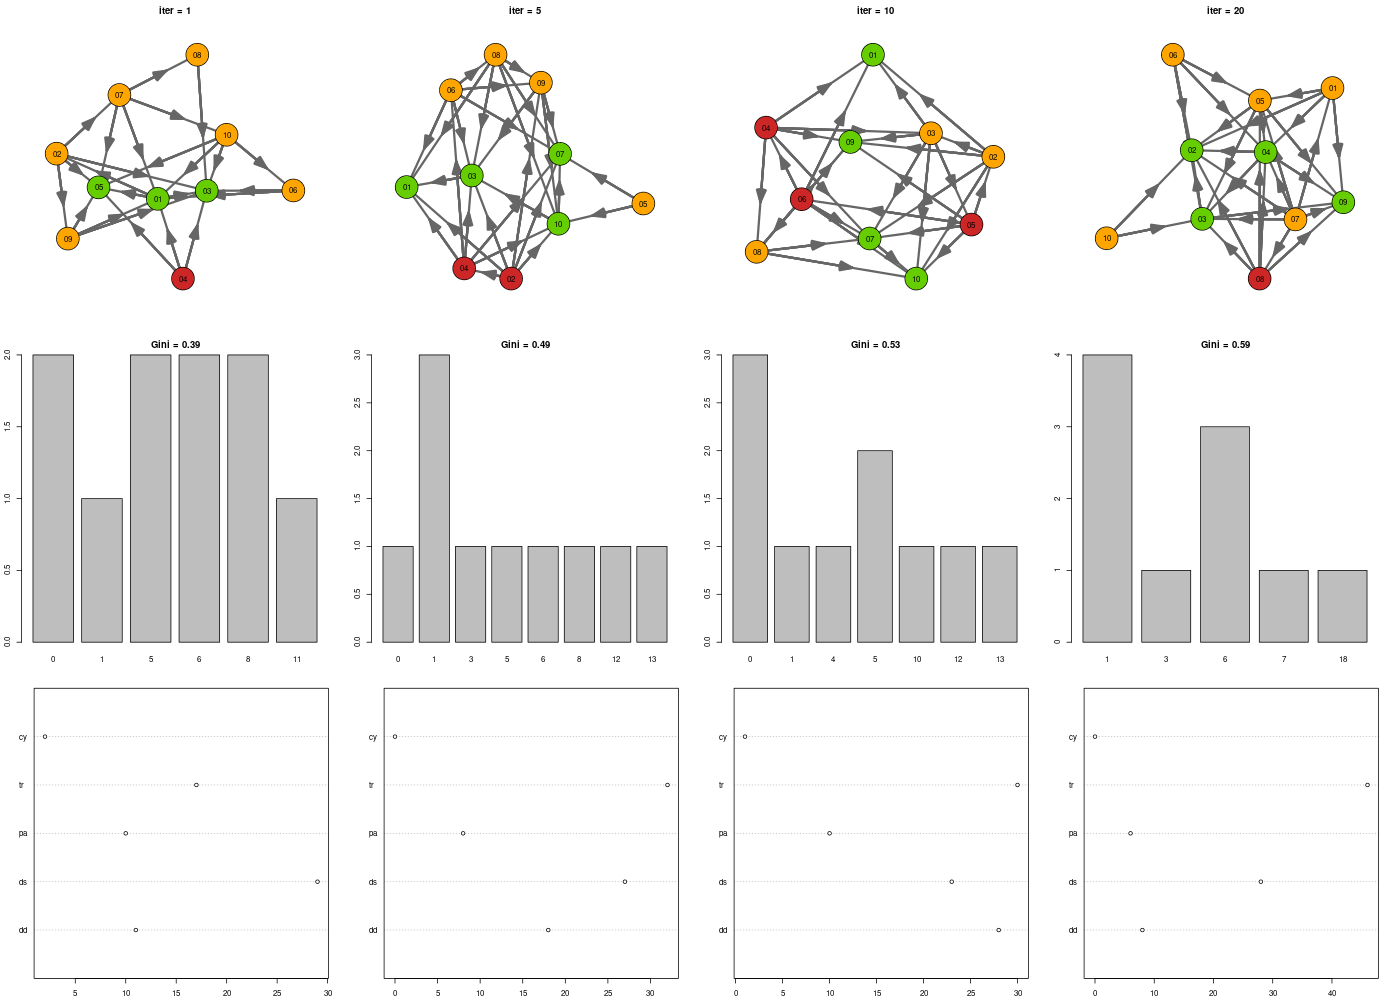 iter = 1
08
07
10
02
05
01
03
06
09
04
iter = 5
08
09
06
07
03
01
05
10
04
02
iter = 10
01
04
03
09
02
06
05
07
08
10
iter = 20
06
01
05
02
04
09
03
07
10
08
Gini = 0.39
2.0
1.5
1.0
0.5
0.0
0 1 5 6 8 11
Gini = 0.49
3.0
2.5
2.0
1.5
1.0
0.5
0.0
0 1 3 5 6 8 12 13
Gini = 0.53
3.0
2.5
2.0
1.5
1.0
0.5
0.0
0 1 4 5 10 12 13
Gini = 0.59
4
3
2
1
0
1 3 6 7 18
cy
tr
pa
ds
dd
5 10 15 20 25 30
cy
tr
pa
ds
dd
0 5 10 15 20 25 30
cy
tr
pa
ds
dd
0 5 10 15 20 25 30
cy
tr
pa
ds
dd
0 10 20 30 40